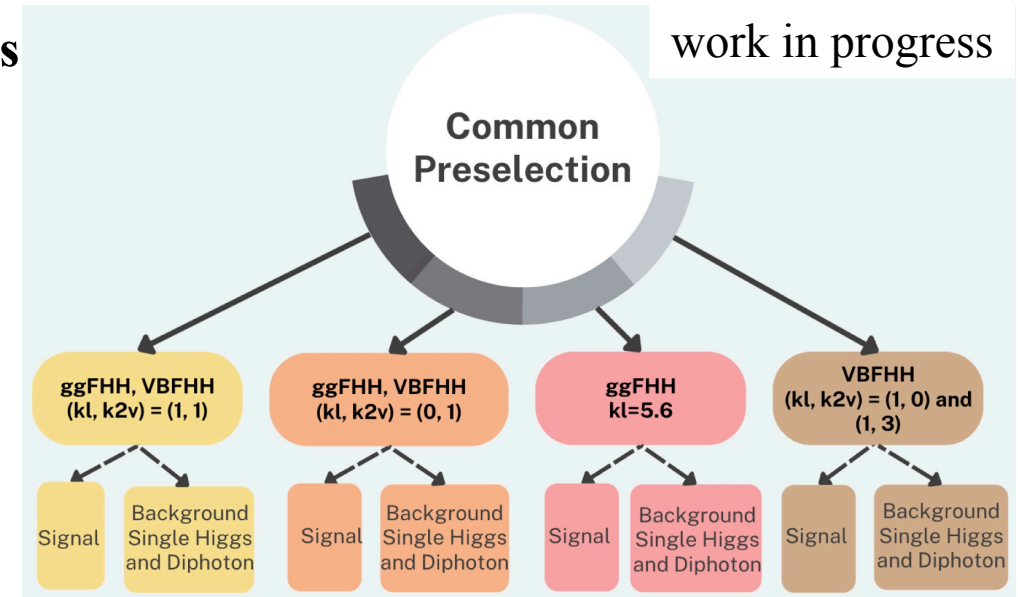 s
work in progress
Common
Preselection
ggFHH, VBFHH
(kl, k2v) = (1, 1)
ggFHH, VBFHH
(kl, k2v) = (0, 1)
ggFHH
kl=5.6
VBFHH
(kl, k2v) = (1, 0) and
(1, 3)
Signal
Background
Single Higgs
and Diphoton
Signal
Background
Single Higgs
and Diphoton
Signal
Background
Single Higgs
and Diphoton
Signal
Background
Single Higgs
and Diphoton